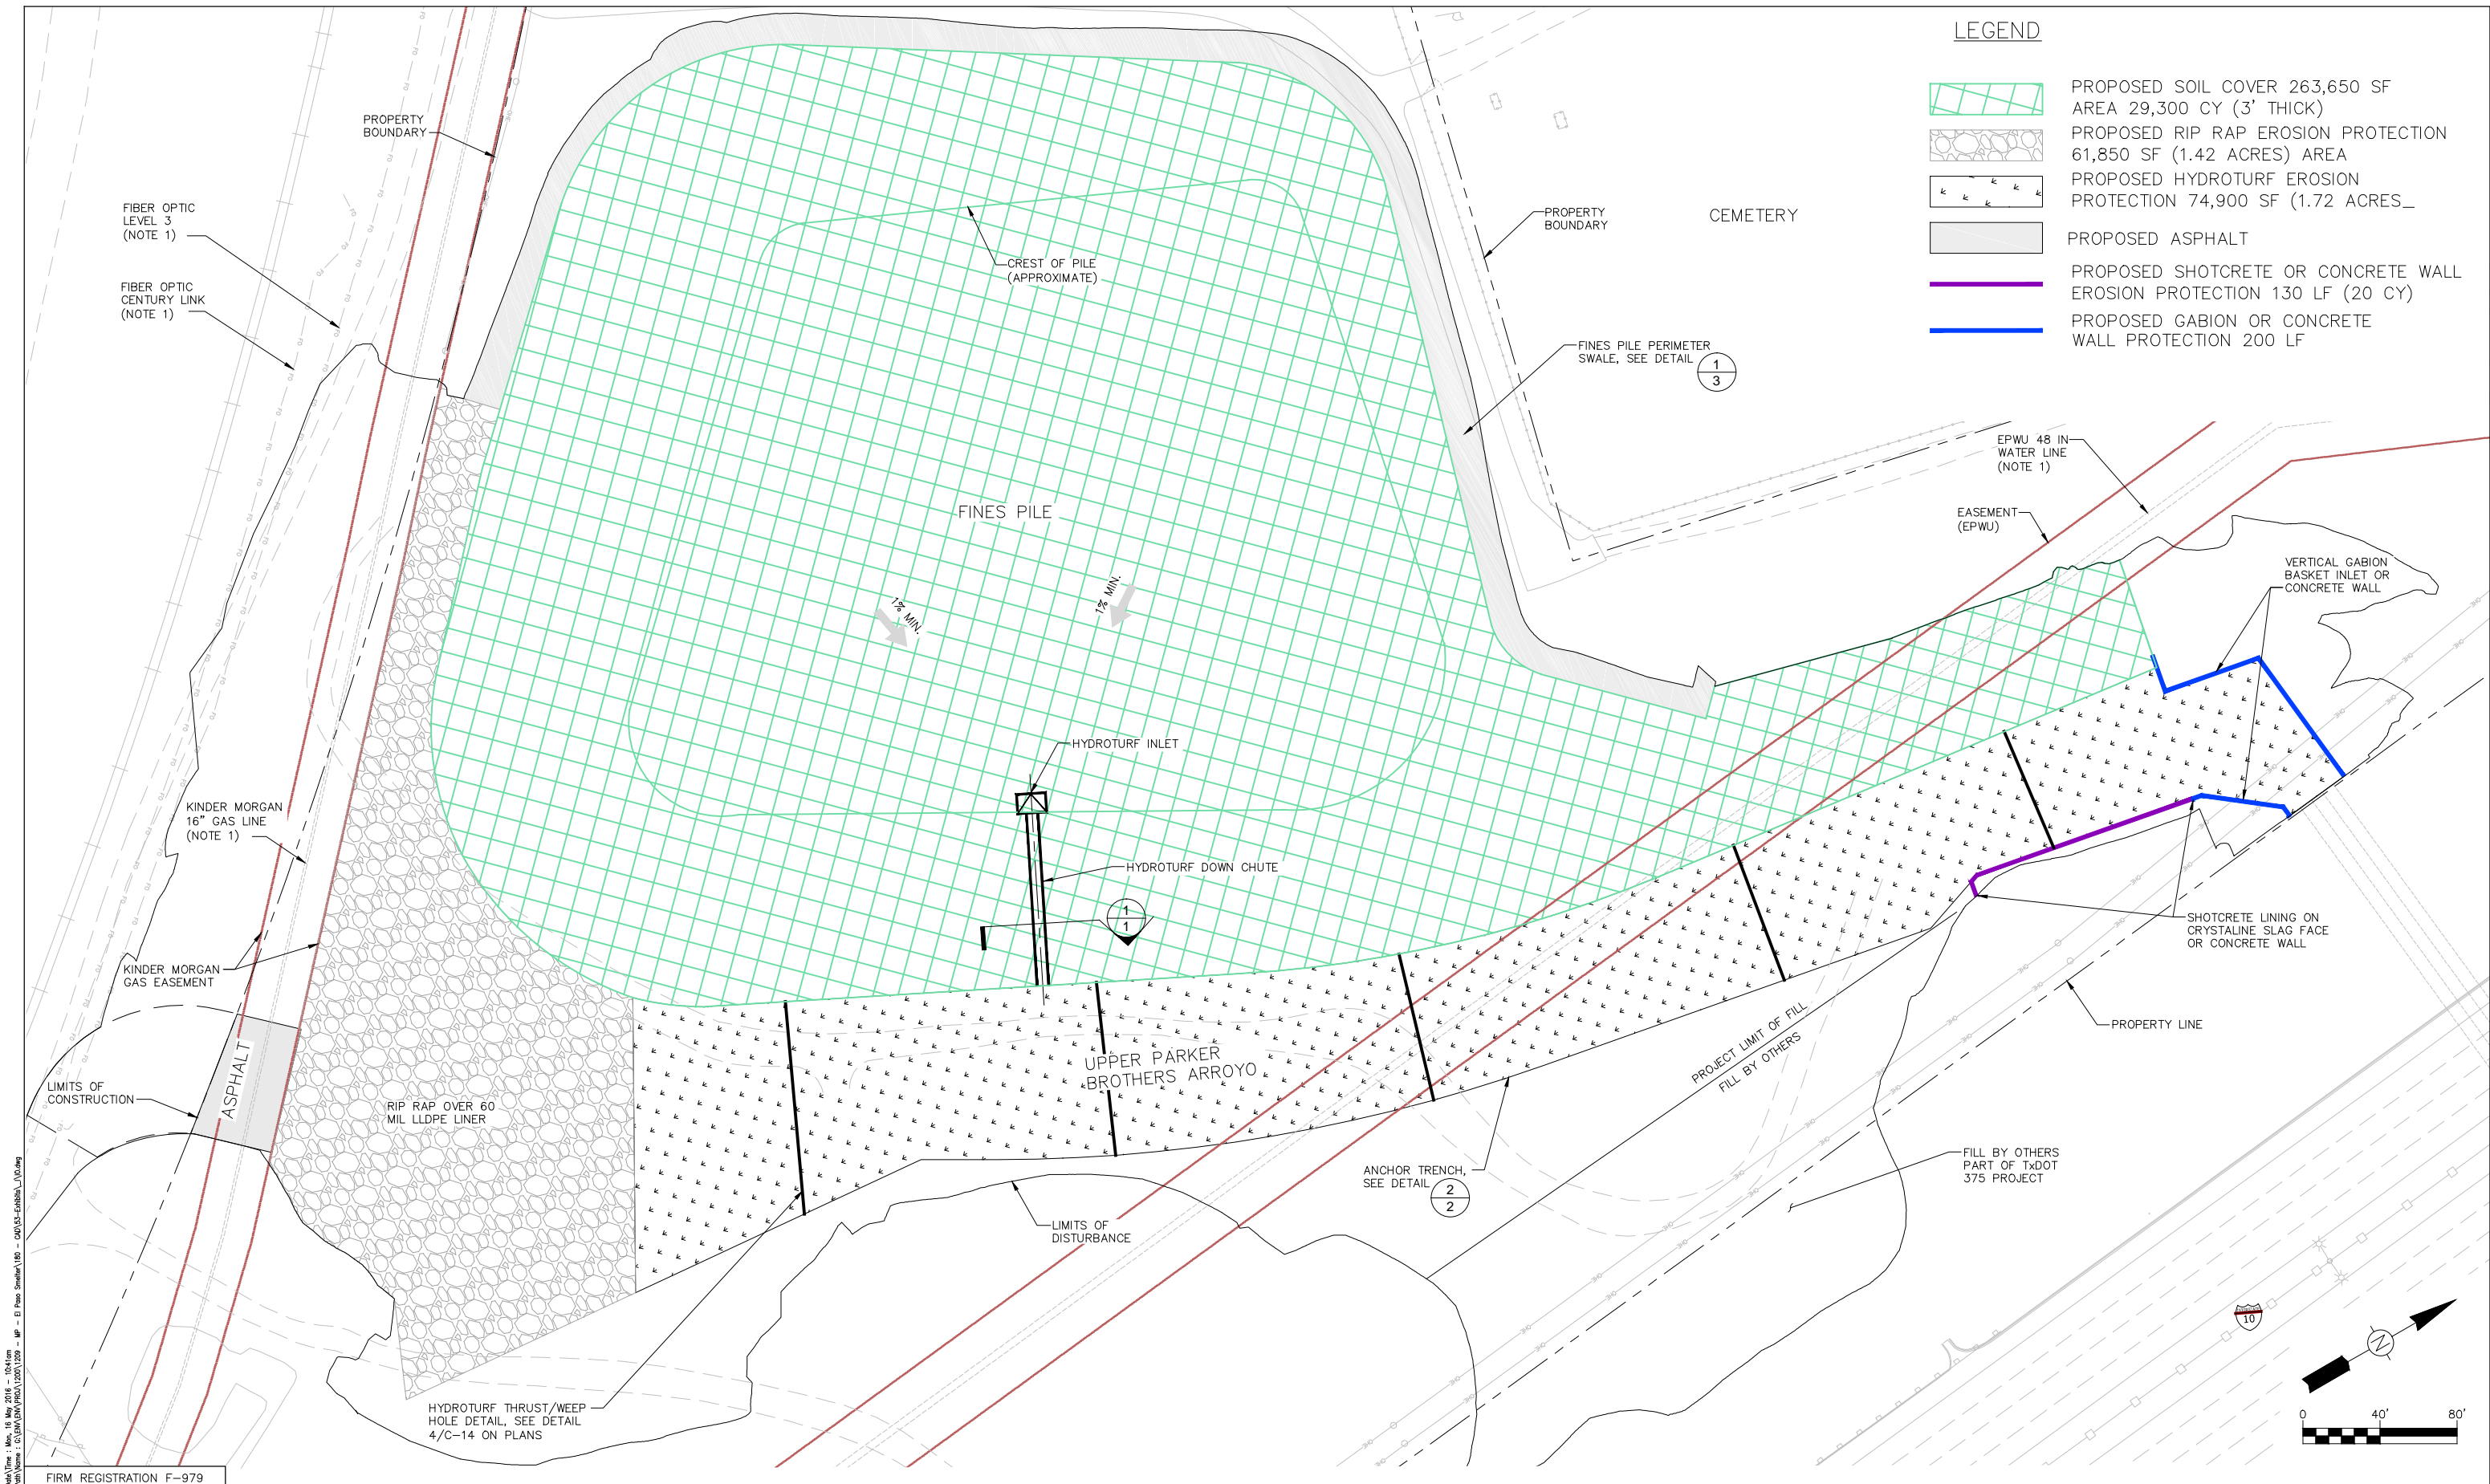 LEGEND
PROPOSED SOIL COVER 263,650 SF
AREA 29,300 CY (3' THICK)
PROPOSED RIP RAP EROSION PROTECTION
61,850 SF (1.42 ACRES) AREA
PROPOSED HYDROTURF EROSION
PROTECTION 74,900 SF (1.72 ACRES_
PROPOSED ASPHALT
PROPOSED SHOTCRETE OR CONCRETE WALL
EROSION PROTECTION 130 LF (20 CY)
PROPOSED GABION OR CONCRETE
WALL PROTECTION 200 LF
PROPERTY
BOUNDARY
FIBER OPTIC
LEVEL 3
(NOTE 1)
FIBER OPTIC
CENTURY LINK
(NOTE 1)
PROPERTY
BOUNDARY
CEMETERY
CREST OF PILE
(APPROXIMATE)
FINES PILE PERIMETER
SWALE, SEE DETAIL
1
3
EPWU 48 IN
WATER LINE
(NOTE 1)
EASEMENT
(EPWU)
FINES PILE
VERTICAL GABION
BASKET INLET OR
CONCRETE WALL
1% MIN.
1% MIN.
HYDROTURF INLET
KINDER MORGAN
16" GAS LINE
(NOTE 1)
HYDROTURF DOWN CHUTE
1
1
SHOTCRETE LINING ON
CRYSTALINE SLAG FACE
OR CONCRETE WALL
KINDER MORGAN
GAS EASEMENT
PROPERTY LINE
PROJECT LIMIT OF FILL
FILL BY OTHERS
UPPER PARKER
BROTHERS ARROYO
ASPHALT
LIMITS OF
CONSTRUCTION
RIP RAP OVER 60
MIL LLDPE LINER
ANCHOR TRENCH,
SEE DETAIL
2
2
FILL BY OTHERS
PART OF TxDOT
375 PROJECT
LIMITS OF
DISTURBANCE
HYDROTURF THRUST/WEEP
HOLE DETAIL, SEE DETAIL
4/C-14 ON PLANS
10
N
0 40' 80'
FIRM REGISTRATION F-979
Time : Mon, 16 May 2016 - 10:41am